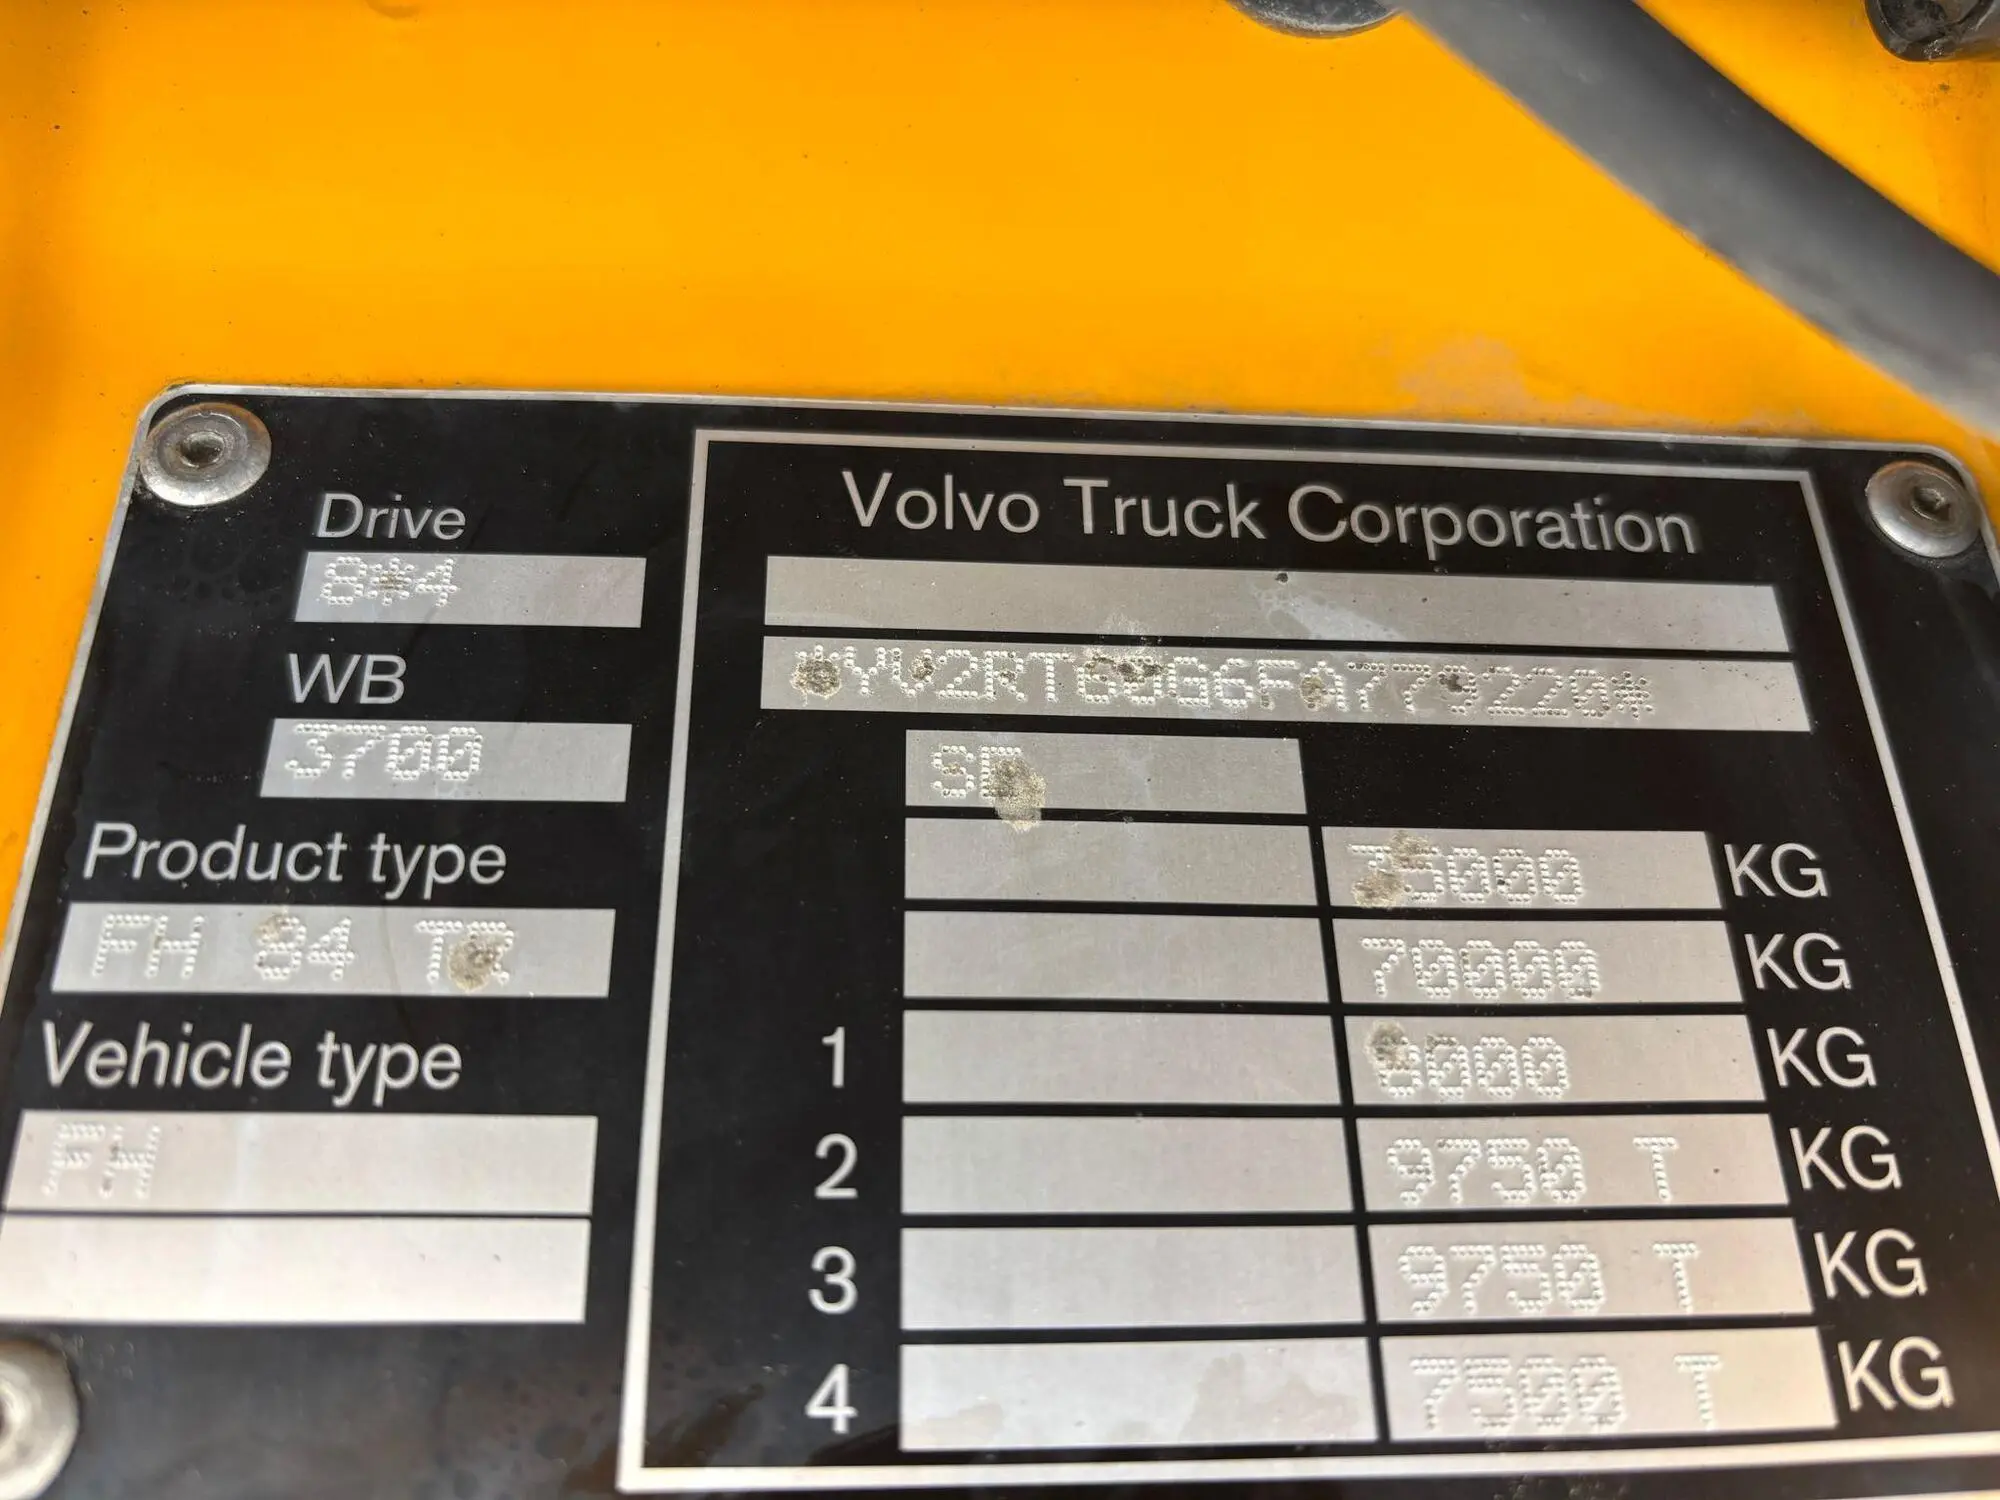 Drive
8*4
WB
3700
Product type
FH 84 T
Vehicle type
FH
Volvo Truck Corporation
*YV2RT60G6FA779220*
SE
35000 KG
70000 KG
1 8000 KG
2 9750 T KG
3 9750 T KG
4 7500 T KG